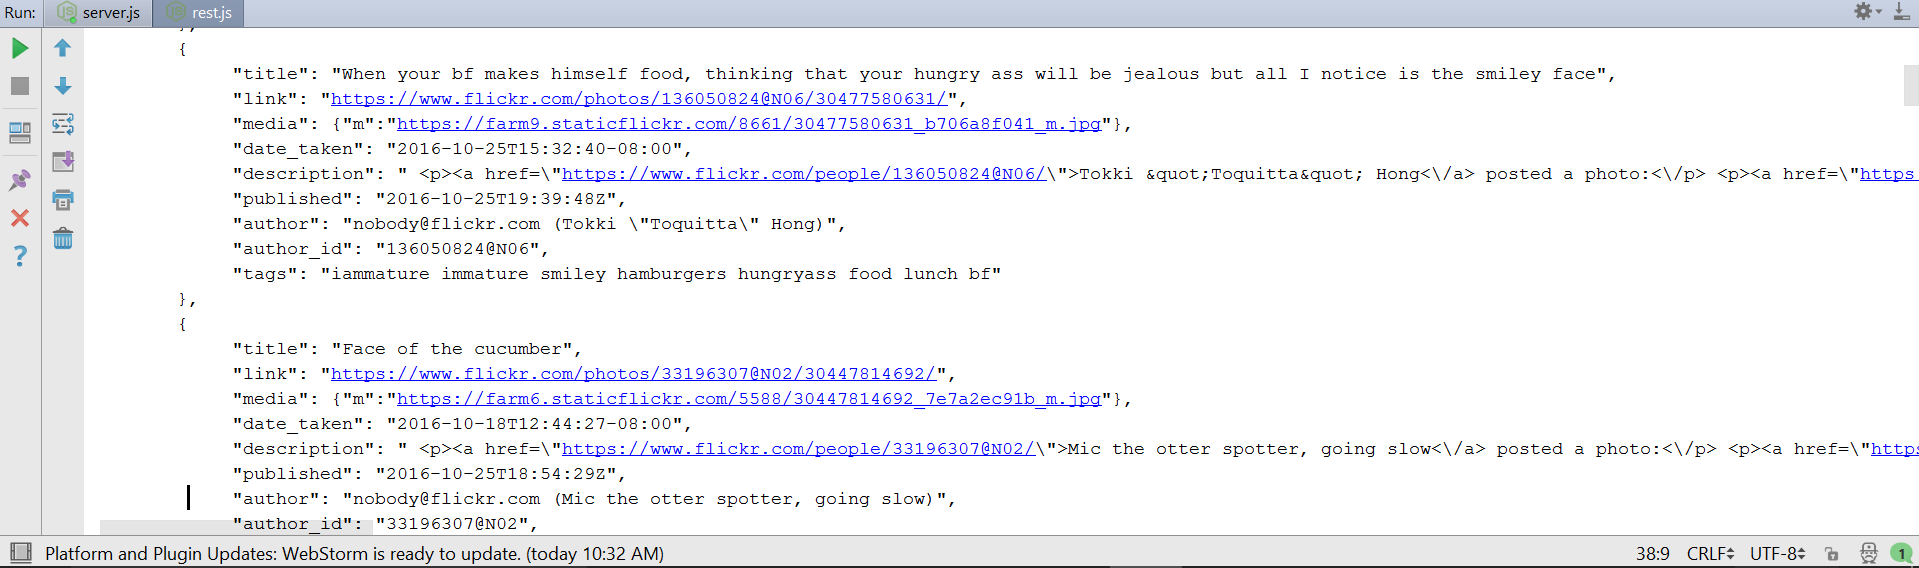 Run: server.js rest.js
},
{
"title": "When your bf makes himself food, thinking that your hungry ass will be jealous but all I notice is the smiley face",
"link": "https://www.flickr.com/photos/136050824@N06/30477580631/",
"media": {"m":"https://farm9.staticflickr.com/8661/30477580631_b706a8f041_m.jpg"},
"date_taken": "2016-10-25T15:32:40-08:00",
"description": " <p><a href=\"https://www.flickr.com/people/136050824@N06/\">Tokki &quot;Toquitta&quot; Hong<\/a> posted a photo:<\/p> <p><a href=\"https
"published": "2016-10-25T19:39:48Z",
"author": "nobody@flickr.com (Tokki \"Toquitta\" Hong)",
"author_id": "136050824@N06",
"tags": "iammature immature smiley hamburgers hungryass food lunch bf"
},
{
"title": "Face of the cucumber",
"link": "https://www.flickr.com/photos/33196307@N02/30447814692/",
"media": {"m":"https://farm6.staticflickr.com/5588/30447814692_7e7a2ec91b_m.jpg"},
"date_taken": "2016-10-18T12:44:27-08:00",
"description": " <p><a href=\"https://www.flickr.com/people/33196307@N02/\">Mic the otter spotter, going slow<\/a> posted a photo:<\/p> <p><a href=\"https
"published": "2016-10-25T18:54:29Z",
"author": "nobody@flickr.com (Mic the otter spotter, going slow)",
"author_id": "33196307@N02",
Platform and Plugin Updates: WebStorm is ready to update. (today 10:32 AM) 38:9 CRLF UTF-8 1